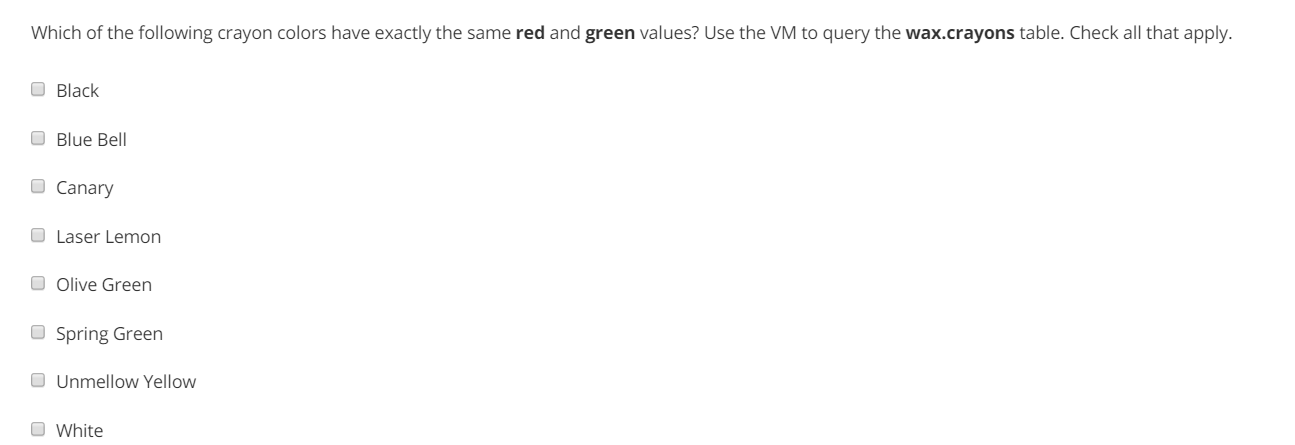 Which of the following crayon colors have exactly the same red and green values? Use the VM to query the wax.crayons table. Check all that apply.
Black
Blue Bell
Canary
Laser Lemon
Olive Green
Spring Green
Unmellow Yellow
White